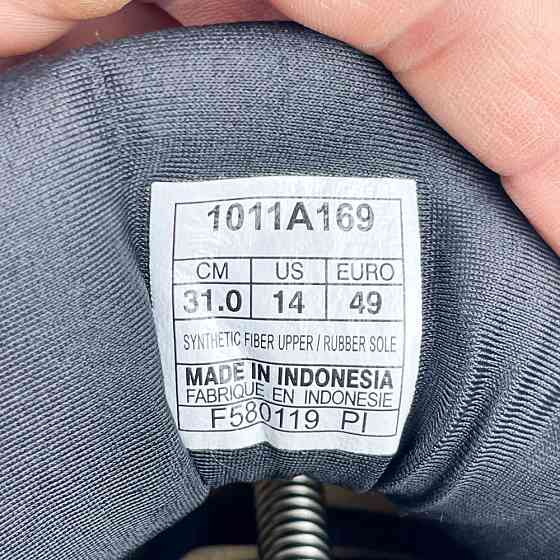 1011A169
CM US EURO
31.0 14 49
SYNTHETIC FIBER UPPER / RUBBER SOLE
MADE IN INDONESIA
FABRIQUE EN INDONESIE
F580119 PI